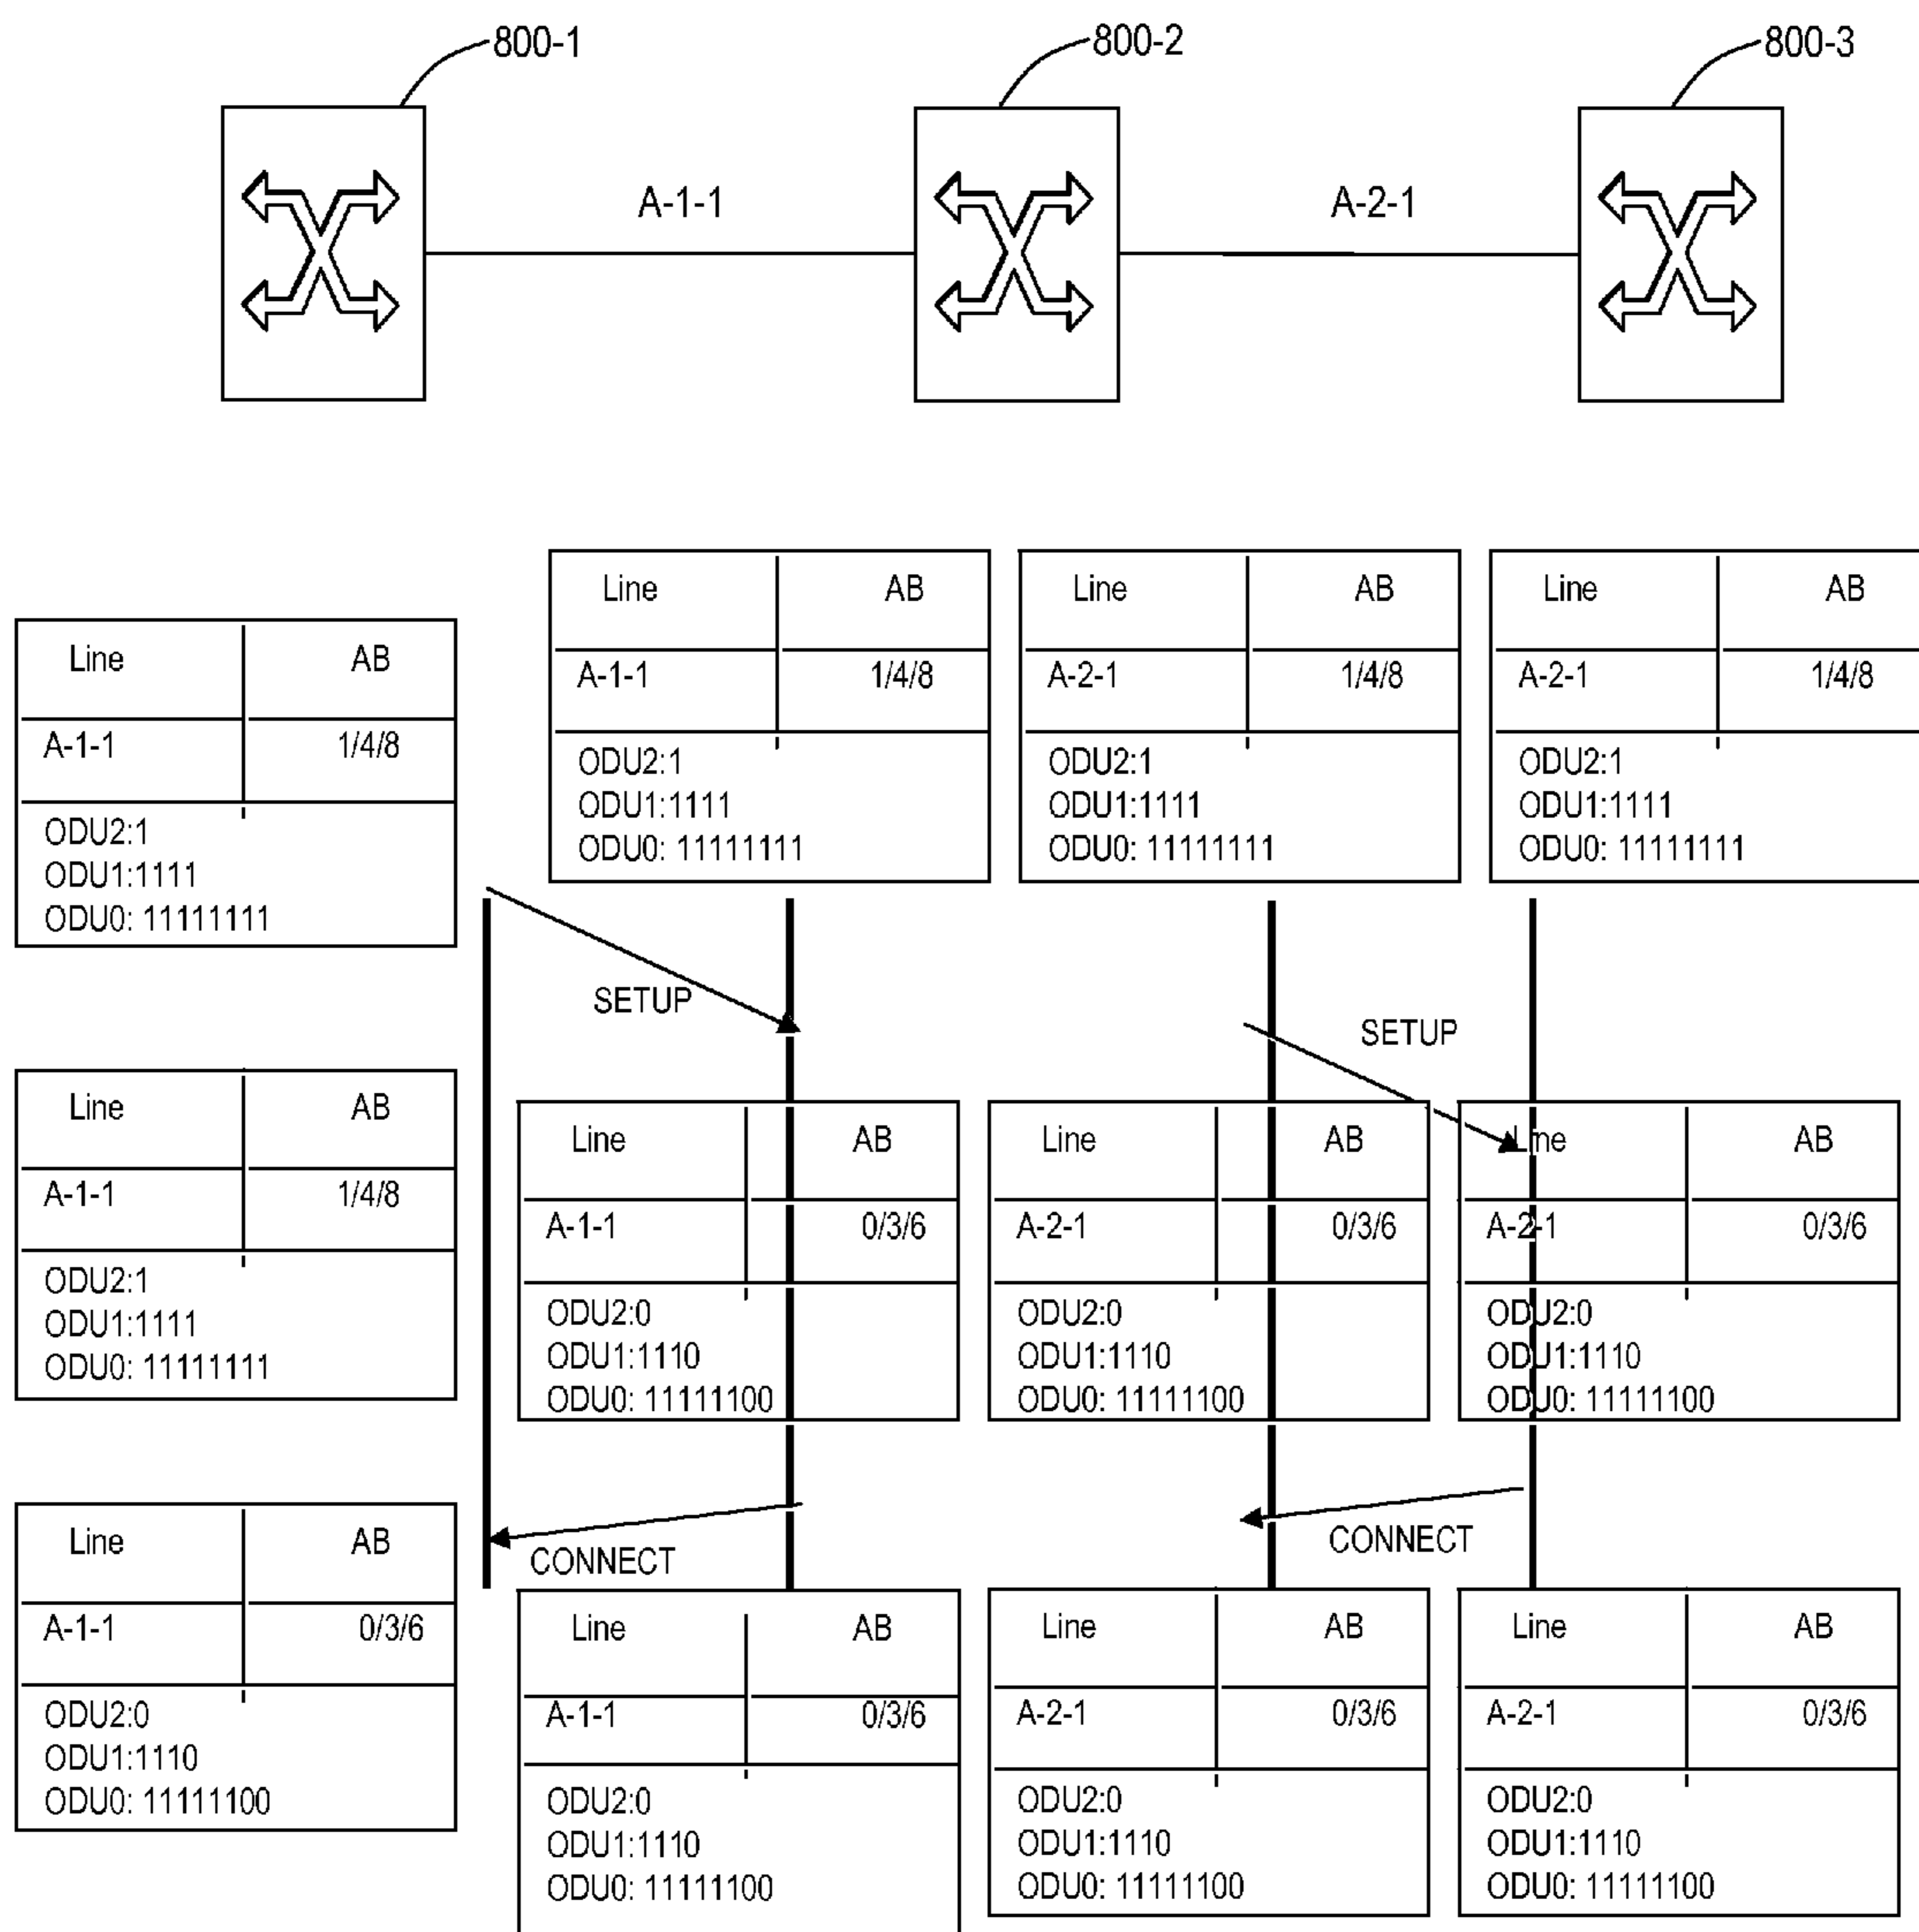 800-1
800-2
800-3
A-1-1
A-2-1
Line AB
A-1-1 1/4/8
ODU2:1
ODU1:1111
ODU0: 11111111
Line AB
A-1-1 1/4/8
ODU2:1
ODU1:1111
ODU0: 11111111
Line AB
A-2-1 1/4/8
ODU2:1
ODU1:1111
ODU0: 11111111
Line AB
A-2-1 1/4/8
ODU2:1
ODU1:1111
ODU0: 11111111
SETUP
SETUP
Line AB
A-1-1 1/4/8
ODU2:1
ODU1:1111
ODU0: 11111111
Line AB
A-1-1 0/3/6
ODU2:0
ODU1:1110
ODU0: 11111100
Line AB
A-2-1 0/3/6
ODU2:0
ODU1:1110
ODU0: 11111100
Line AB
A-2-1 0/3/6
ODU2:0
ODU1:1110
ODU0: 11111100
CONNECT
CONNECT
Line AB
A-1-1 0/3/6
ODU2:0
ODU1:1110
ODU0: 11111100
Line AB
A-1-1 0/3/6
ODU2:0
ODU1:1110
ODU0: 11111100
Line AB
A-2-1 0/3/6
ODU2:0
ODU1:1110
ODU0: 11111100
Line AB
A-2-1 0/3/6
ODU2:0
ODU1:1110
ODU0: 11111100